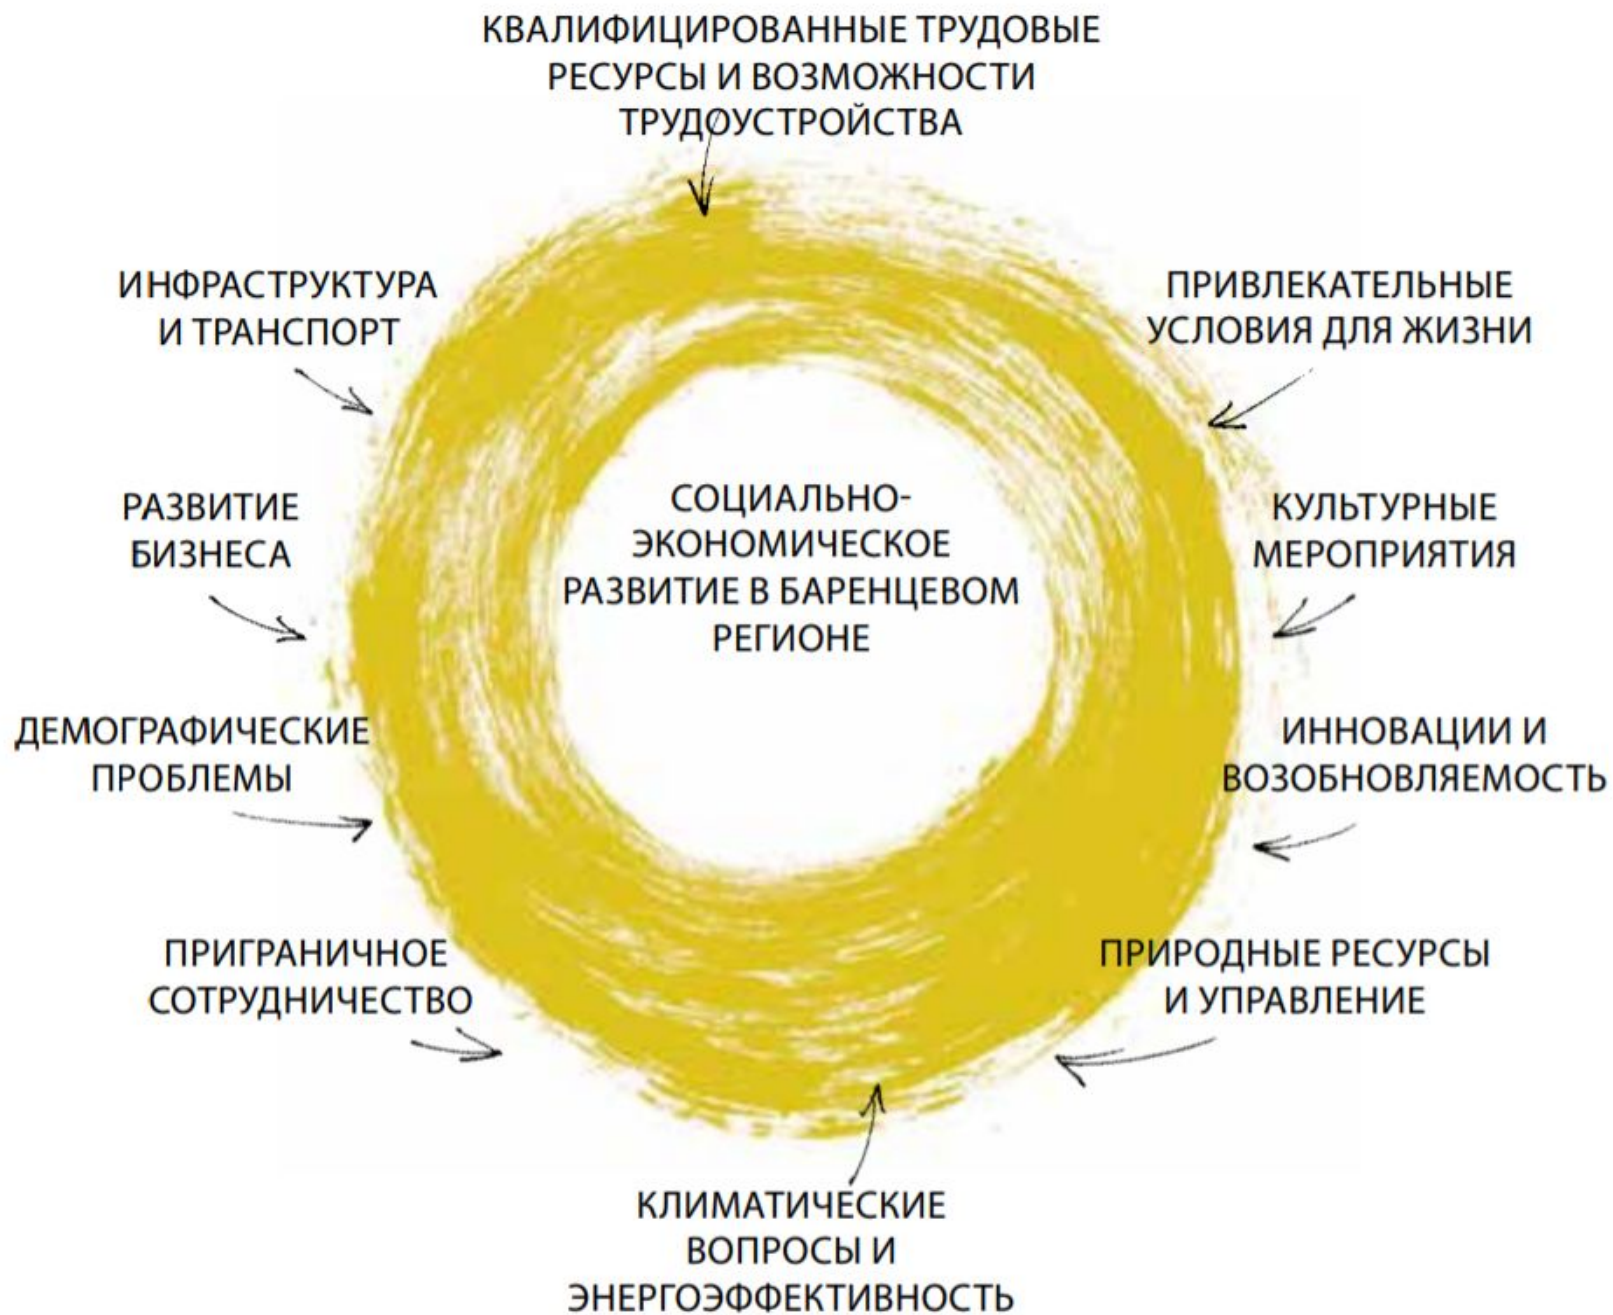 КВАЛИФИЦИРОВАННЫЕ ТРУДОВЫЕ
РЕСУРСЫ И ВОЗМОЖНОСТИ
ТРУДОУСТРОЙСТВА
ИНФРАСТРУКТУРА
И ТРАНСПОРТ
ПРИВЛЕКАТЕЛЬНЫЕ
УСЛОВИЯ ДЛЯ ЖИЗНИ
РАЗВИТИЕ
БИЗНЕСА
СОЦИАЛЬНО-
ЭКОНОМИЧЕСКОЕ
РАЗВИТИЕ В БАРЕНЦЕВОМ
РЕГИОНЕ
КУЛЬТУРНЫЕ
МЕРОПРИЯТИЯ
ДЕМОГРАФИЧЕСКИЕ
ПРОБЛЕМЫ
ИННОВАЦИИ И
ВОЗОБНОВЛЯЕМОСТЬ
ПРИГРАНИЧНОЕ
СОТРУДНИЧЕСТВО
ПРИРОДНЫЕ РЕСУРСЫ
И УПРАВЛЕНИЕ
КЛИМАТИЧЕСКИЕ
ВОПРОСЫ И
ЭНЕРГОЭФФЕКТИВНОСТЬ